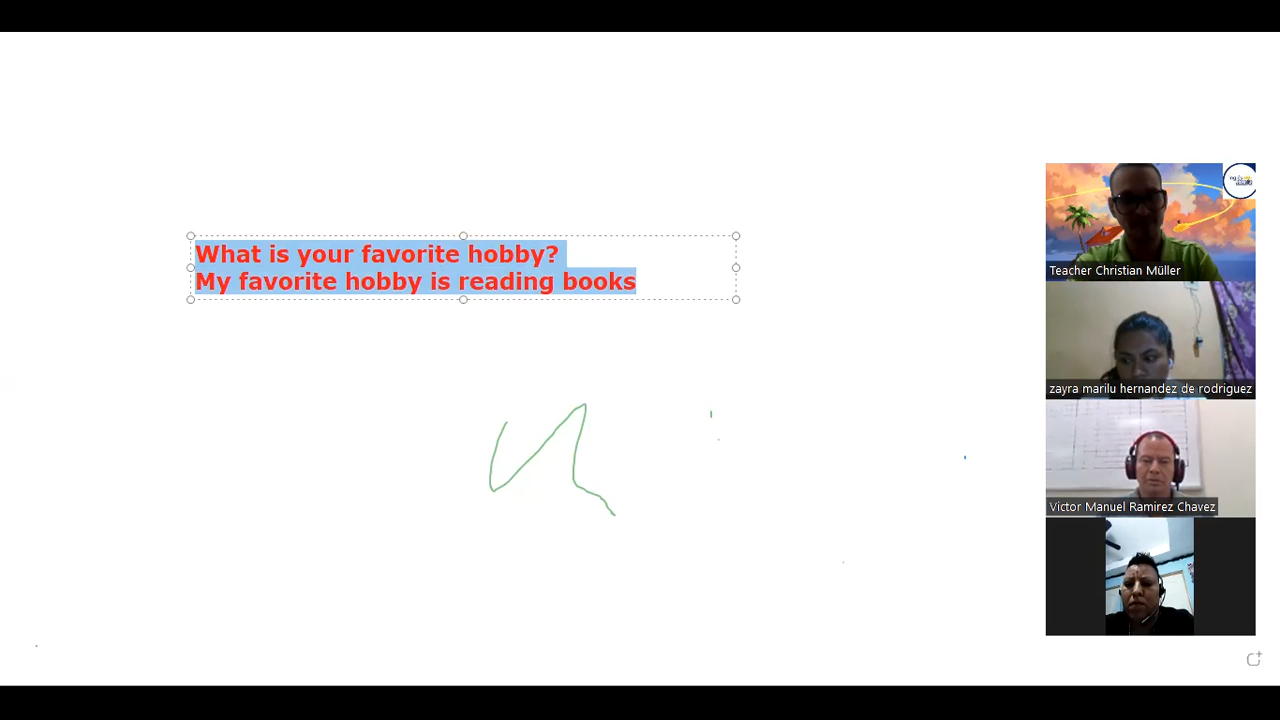 What is your favorite hobby?
My favorite hobby is reading books
Teacher Christian Müller
zayra marilu hernandez de rodriguez
Victor Manuel Ramirez Chavez